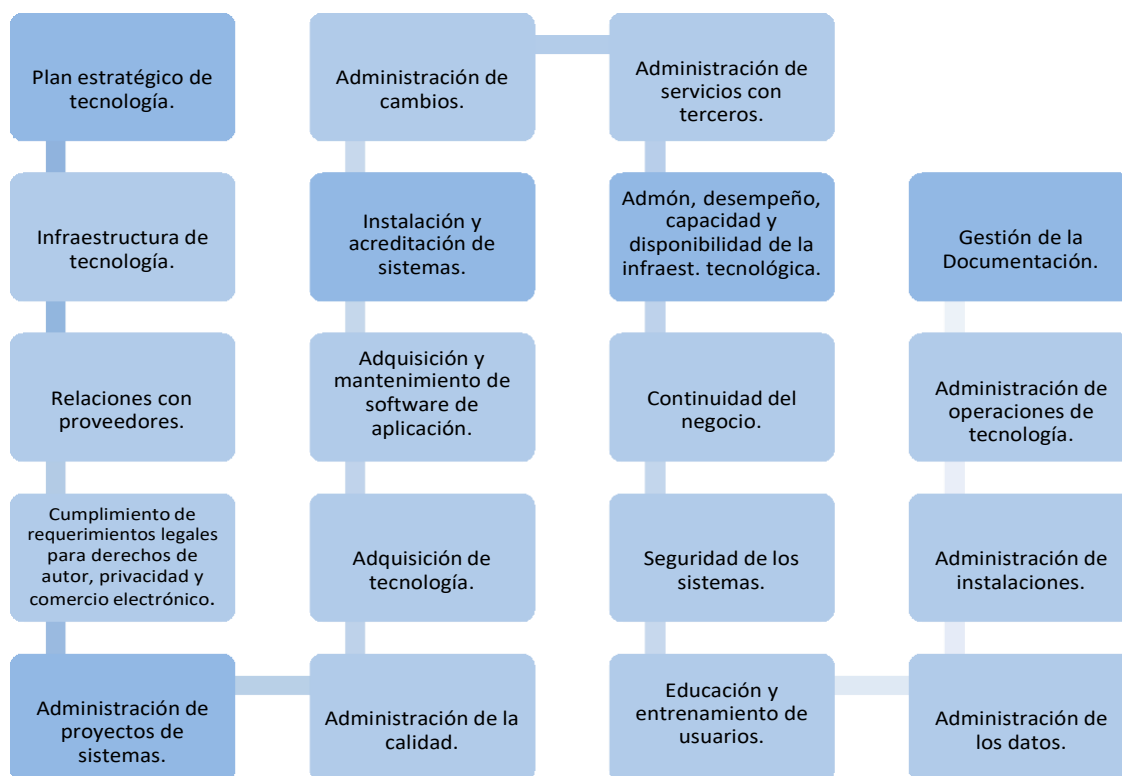 Plan estratégico de
tecnología.
Infraestructura de
tecnología.
Relaciones con
proveedores.
Cumplimiento de
requerimientos legales
para derechos de
autor, privacidad y
comercio electrónico.
Administración de
proyectos de
sistemas.
Administración de la
calidad.
Adquisición de
tecnología.
Adquisición y
mantenimiento de
software de
aplicación.
Instalación y
acreditación de
sistemas.
Administración de
cambios.
Administración de
servicios con
terceros.
Admón, desempeño,
capacidad y
disponibilidad de la
infraest. tecnológica.
Continuidad del
negocio.
Seguridad de los
sistemas.
Educación y
entrenamiento de
usuarios.
Administración de
los datos.
Administración de
instalaciones.
Administración de
operaciones de
tecnología.
Gestión de la
Documentación.